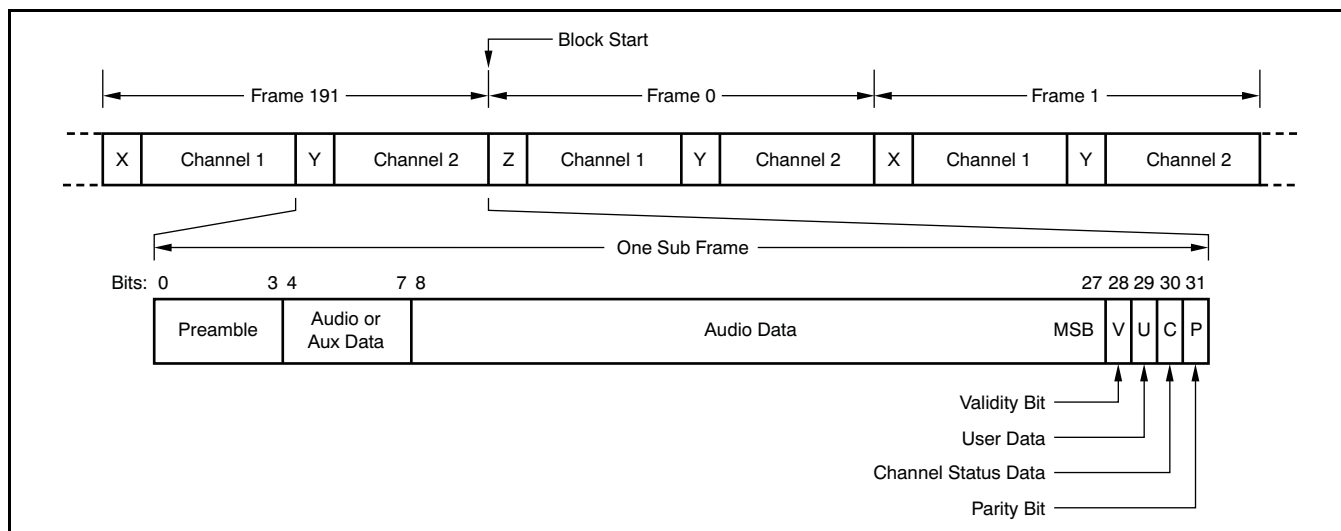 Block Start
Frame 191 Frame 0 Frame 1
X Channel 1 Y Channel 2 Z Channel 1 Y Channel 2 X Channel 1 Y Channel 2
One Sub Frame
Bits: 0 3 4 7 8 27 28 29 30 31
Preamble Audio or Aux Data Audio Data MSB V U C P
Validity Bit
User Data
Channel Status Data
Parity Bit